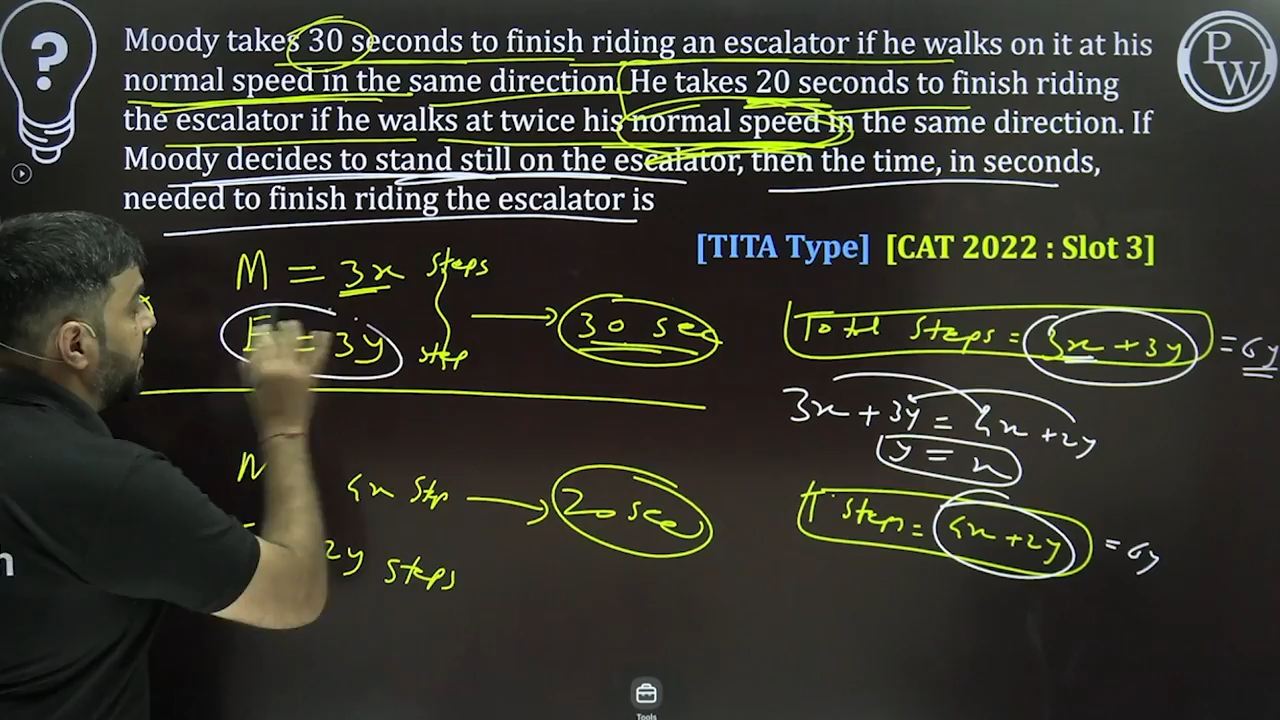 ?
Moody takes 30 seconds to finish riding an escalator if he walks on it at his
normal speed in the same direction. He takes 20 seconds to finish riding
the escalator if he walks at twice his normal speed in the same direction. If
Moody decides to stand still on the escalator, then the time, in seconds,
needed to finish riding the escalator is
P
W
[TITA Type] [CAT 2022 : Slot 3]
M = 3x steps
E = 3y step → 30 sec
Total steps = 3x + 3y = 6y
3x + 3y = 4x + 2y
y = x
4x step → 20 sec
2y steps
T steps = 4x + 2y = 6y
Tools